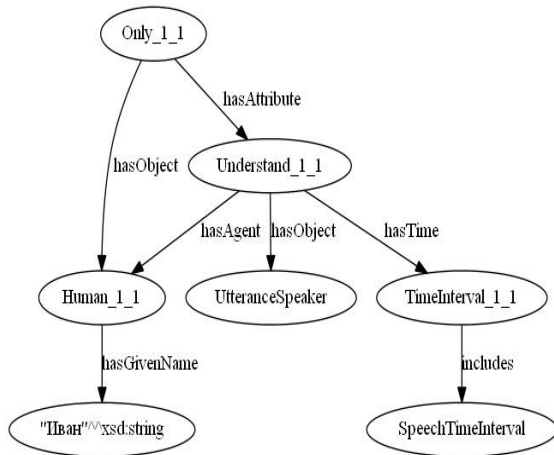 Only_1_1
hasAttribute
hasObject
Understand_1_1
hasAgent
hasObject
hasTime
Human_1_1
UtteranceSpeaker
TimeInterval_1_1
hasGivenName
includes
"Иван"^^xsd:string
SpeechTimeInterval